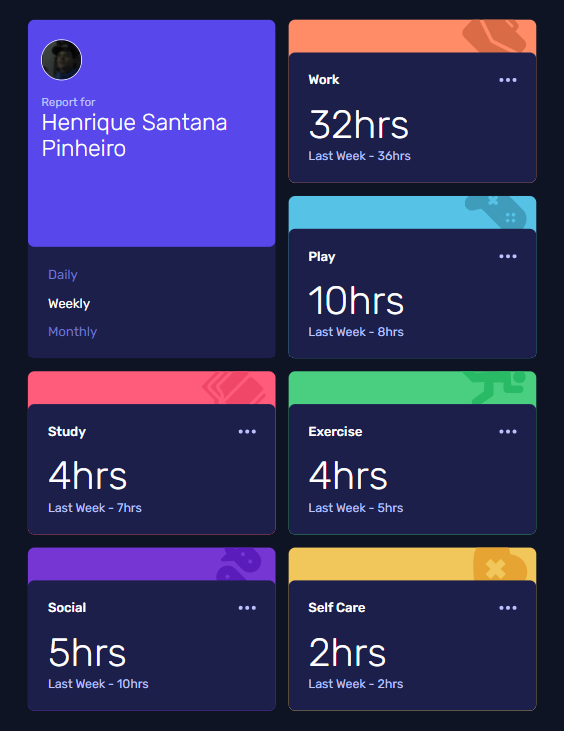 Report for
Henrique Santana
Pinheiro
Daily
Weekly
Monthly
Work
32hrs
Last Week - 36hrs
Play
10hrs
Last Week - 8hrs
Study
4hrs
Last Week - 7hrs
Exercise
4hrs
Last Week - 5hrs
Social
5hrs
Last Week - 10hrs
Self Care
2hrs
Last Week - 2hrs